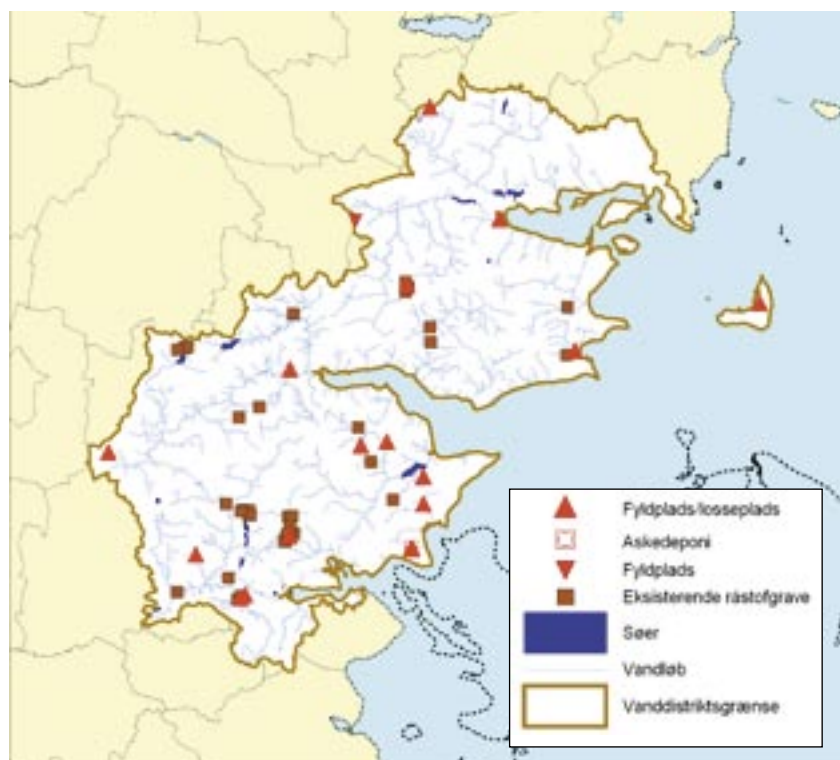 Fyldplads/losseplads
Askedeponi
Fyldplads
Eksisterende råstofgrave
Søer
Vandløb
Vanddistriktsgrænse